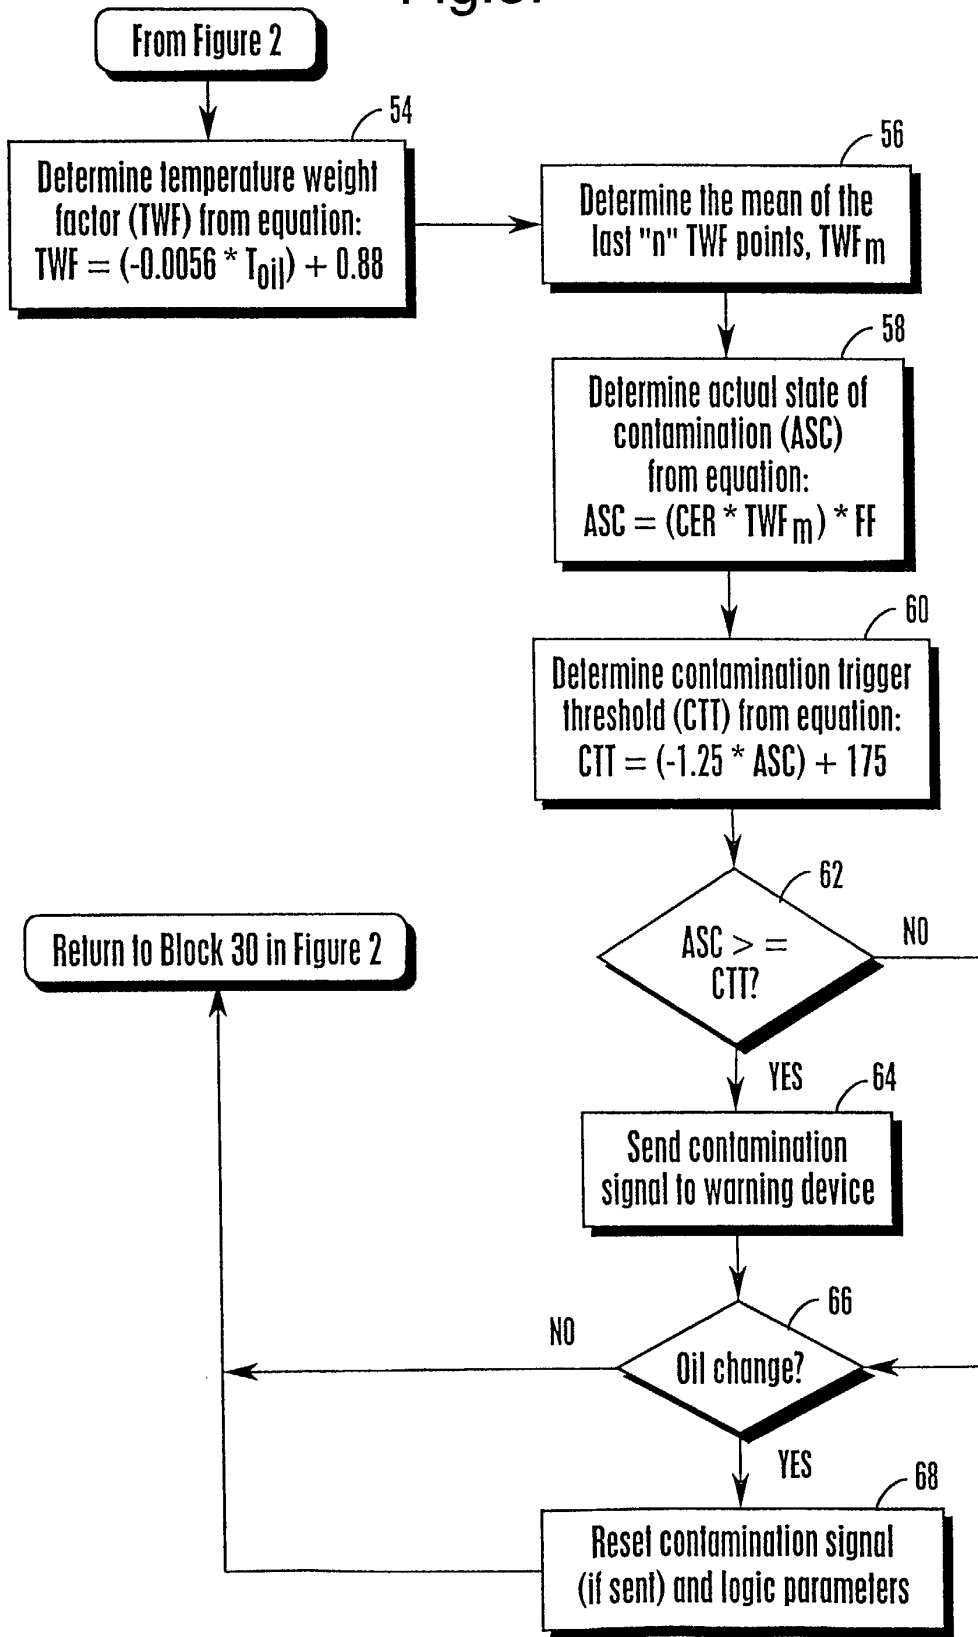 From Figure 2
54
Determine temperature weight
factor (TWF) from equation:
TWF = (-0.0056 * Toil) + 0.88
56
Determine the mean of the
last "n" TWF points, TWFm
58
Determine actual state of
contamination (ASC)
from equation:
ASC = (CER * TWFm) * FF
60
Determine contamination trigger
threshold (CTT) from equation:
CTT = (-1.25 * ASC) + 175
62
ASC > =
CTT?
NO
Return to Block 30 in Figure 2
YES
64
Send contamination
signal to warning device
66
NO
Oil change?
YES
68
Reset contamination signal
(if sent) and logic parameters